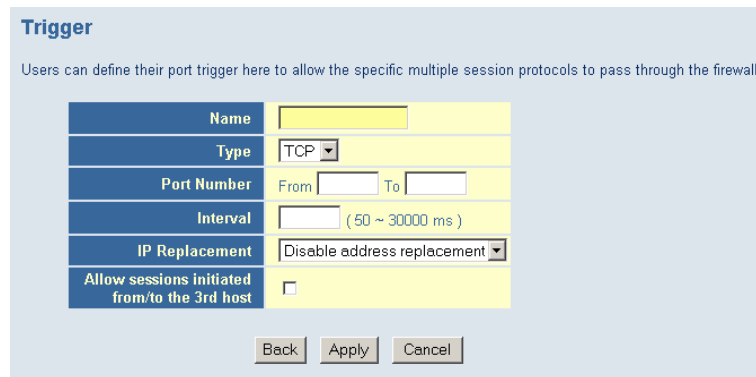 Trigger
Users can define their port trigger here to allow the specific multiple session protocols to pass through the firewall
Name
Type TCP
Port Number From To
Interval ( 50 ~ 30000 ms )
IP Replacement Disable address replacement
Allow sessions initiated
from/to the 3rd host
Back Apply Cancel